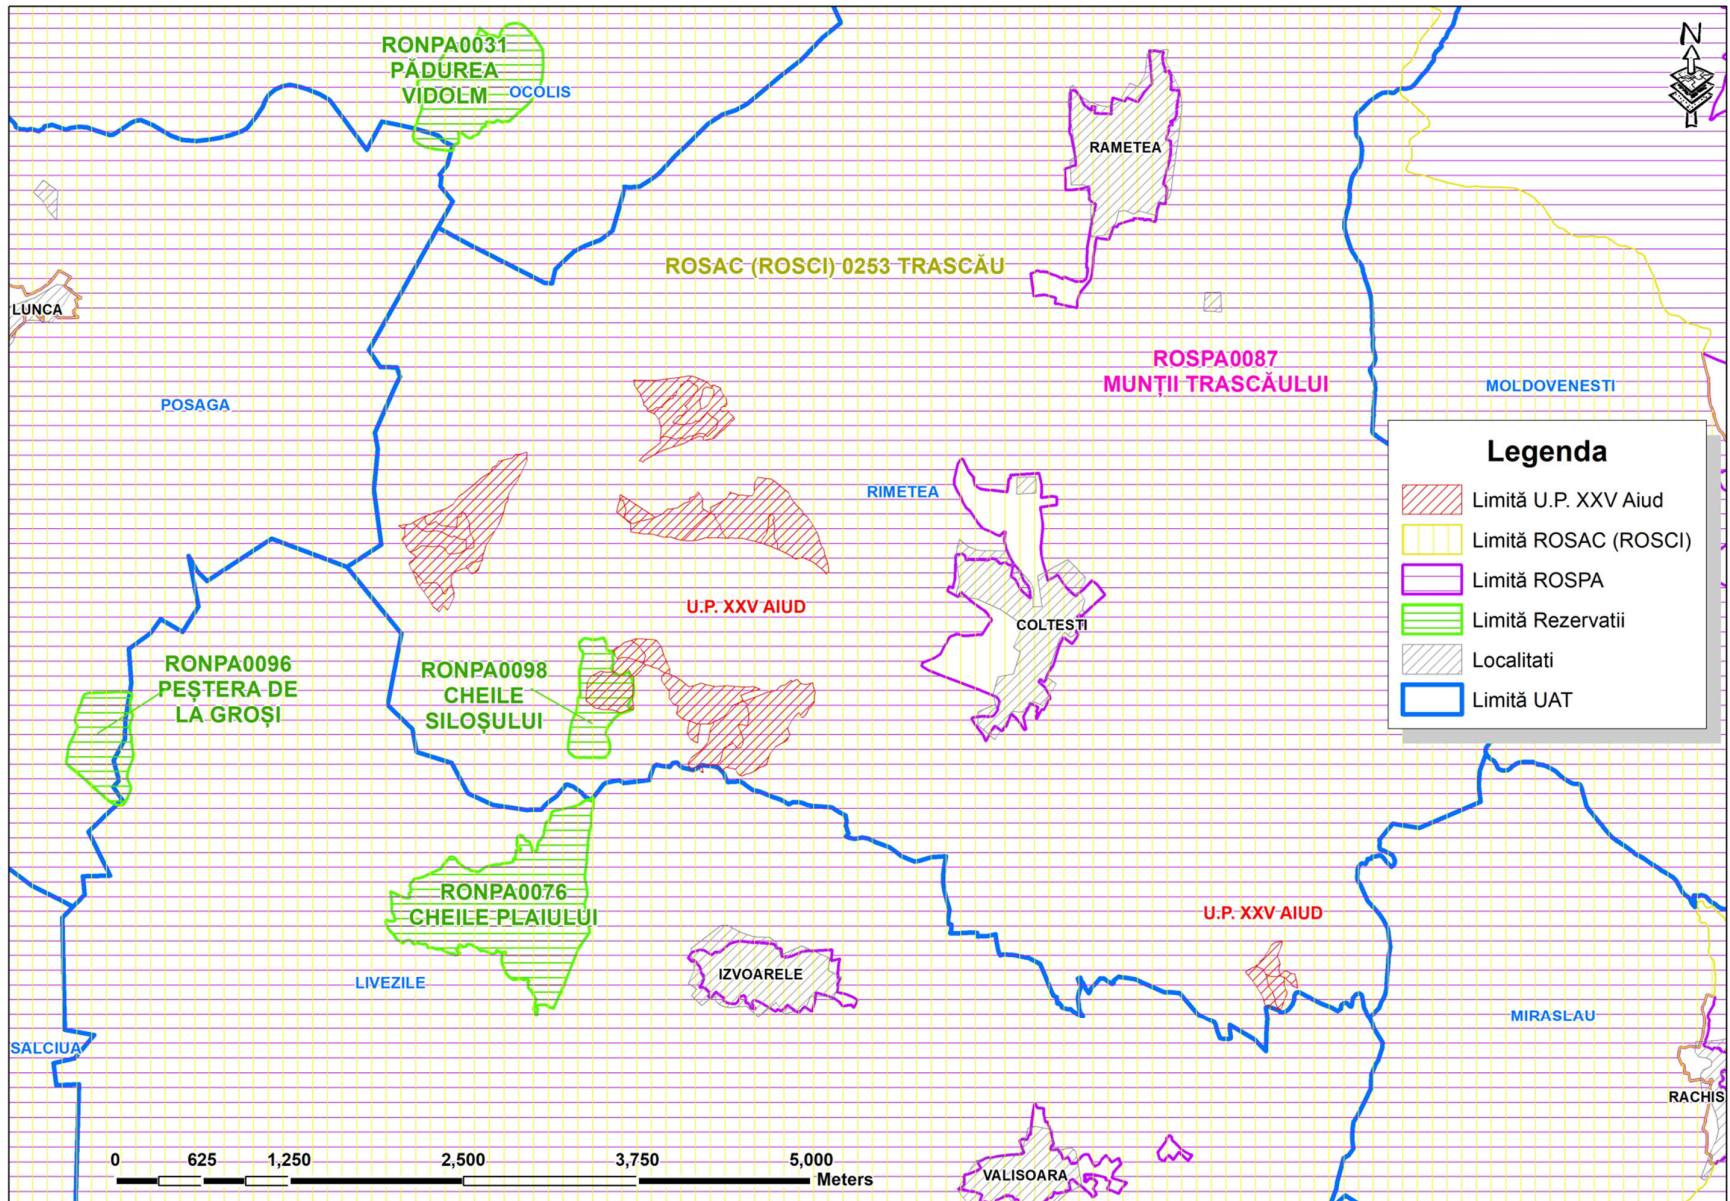 RONPA0031
PĂDUREA
VIDOLM
OCOLIS
N
RAMETEA
ROSAC (ROSCI) 0253 TRASCĂU
LUNCA
ROSPA0087
MUNȚII TRASCĂULUI
MOLDOVENESTI
POSAGA
RIMETEA
Legenda
Limită U.P. XXV Aiud
Limită ROSAC (ROSCI)
Limită ROSPA
Limită Rezervatii
Localitati
Limită UAT
U.P. XXV AIUD
COLTESTI
RONPA0096
PEȘTERA DE
LA GROȘI
RONPA0098
CHEILE
SILOȘULUI
RONPA0076
CHEILE PLAIULUI
U.P. XXV AIUD
IZVOARELE
LIVEZILE
MIRASLAU
SALCIUA
RACHIS
VALISOARA
0 625 1,250 2,500 3,750 5,000
Meters